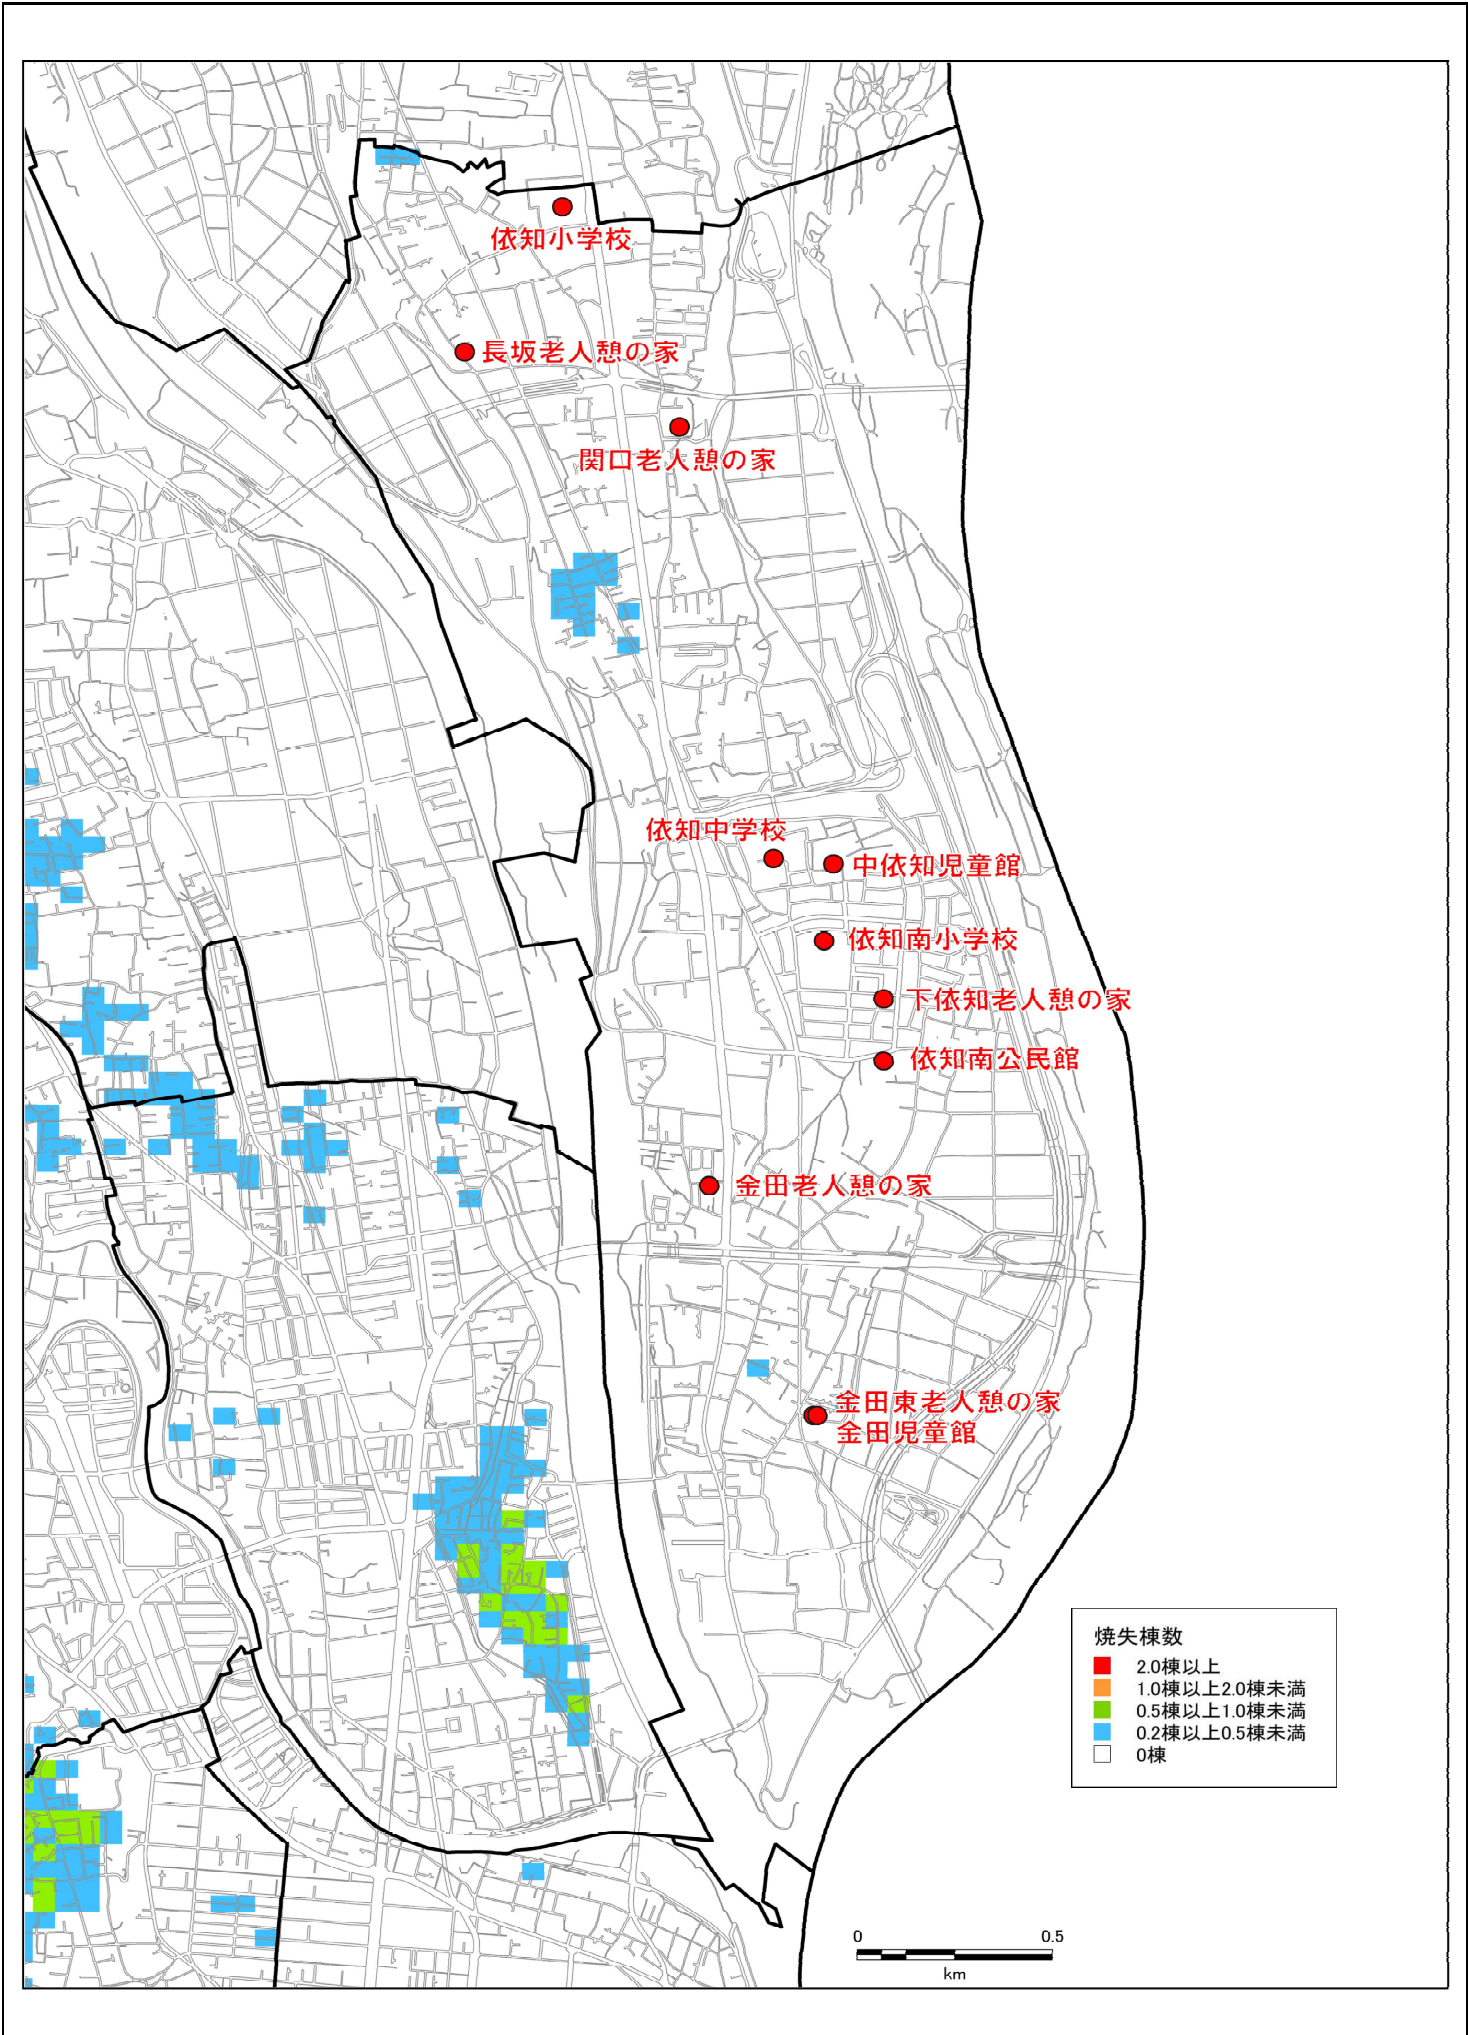 依知小学校
長坂老人憩の家
関口老人憩の家
依知中学校
中依知児童館
依知南小学校
下依知老人憩の家
依知南公民館
金田老人憩の家
金田東老人憩の家
金田児童館
焼失棟数
2.0棟以上
1.0棟以上2.0棟未満
0.5棟以上1.0棟未満
0.2棟以上0.5棟未満
0棟
0 0.5
km